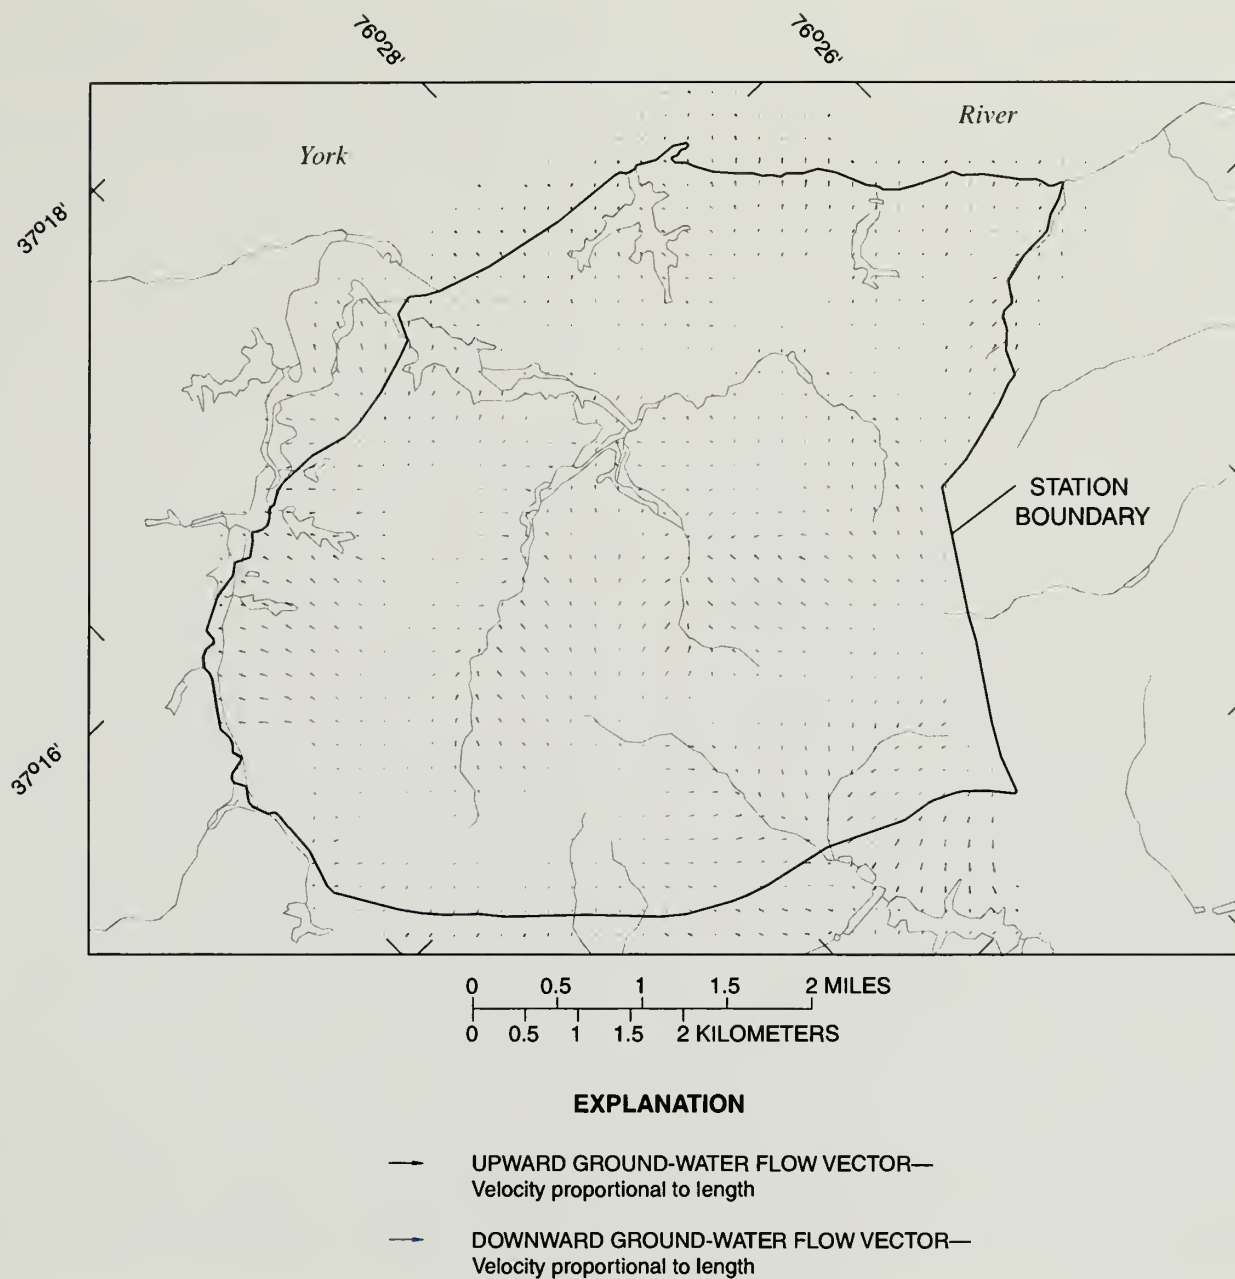 76°28'
76°26'
York
River
37°18'
37°16'
STATION
BOUNDARY
0 0.5 1 1.5 2 MILES
0 0.5 1 1.5 2 KILOMETERS
EXPLANATION
UPWARD GROUND-WATER FLOW VECTOR—
Velocity proportional to length
DOWNWARD GROUND-WATER FLOW VECTOR—
Velocity proportional to length